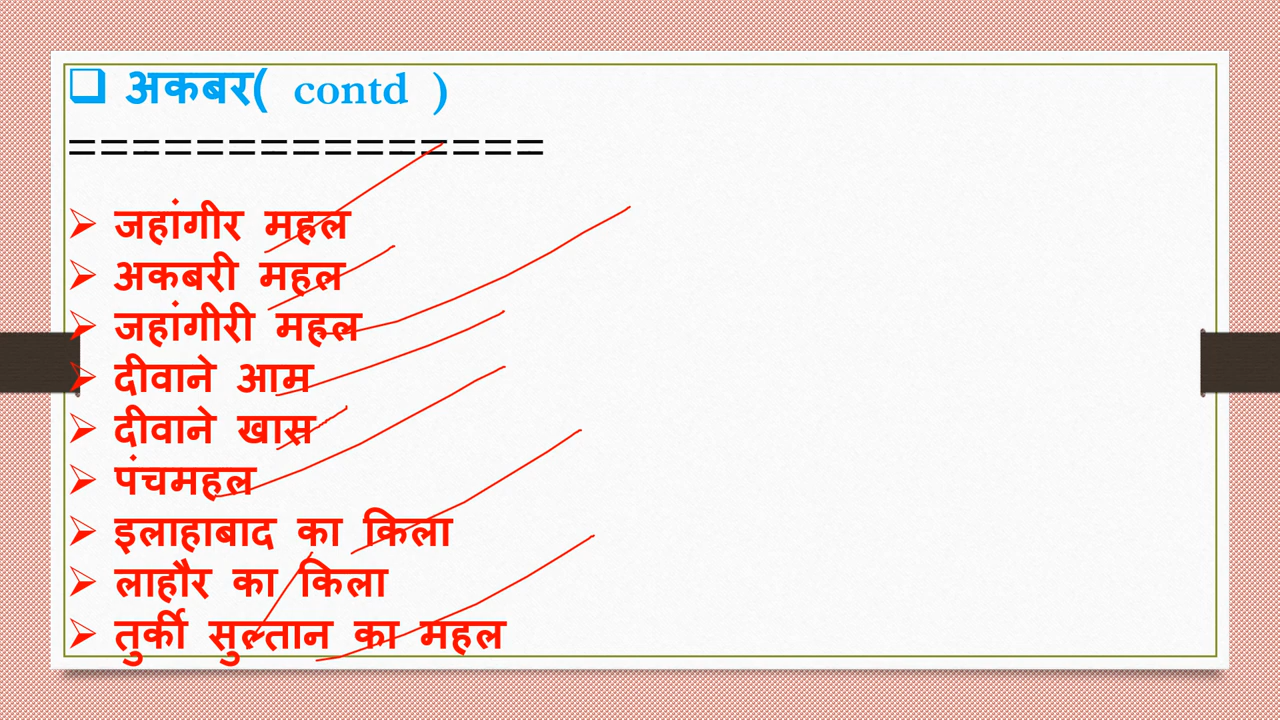 ❑ अकबर( contd )
===============
➢ जहांगीर महल
➢ अकबरी महल
➢ जहांगीरी महल
➢ दीवाने आम
➢ दीवाने खास
➢ पंचमहल
➢ इलाहाबाद का किला
➢ लाहौर का किला
➢ तुर्की सुल्तान का महल